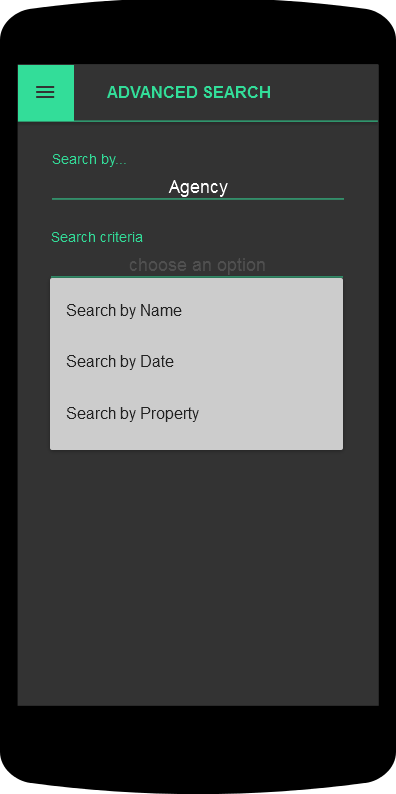 ADVANCED SEARCH
Search by...
Agency
Search criteria
choose an option
Search by Name
Search by Date
Search by Property